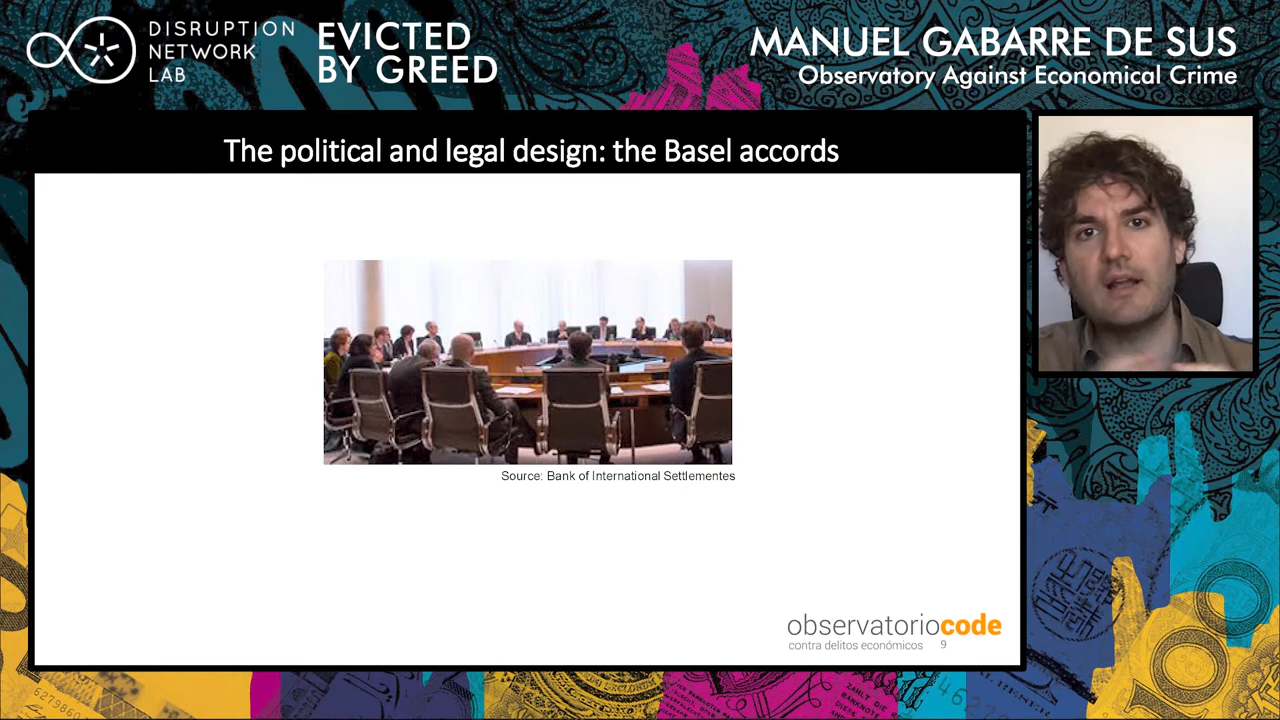 DISRUPTION
NETWORK
LAB
EVICTED
BY GREED
MANUEL GABARRE DE SUS
Observatory Against Economical Crime
The political and legal design: the Basel accords
Source: Bank of International Settlementes
observatoriocode
contra delitos económicos 9